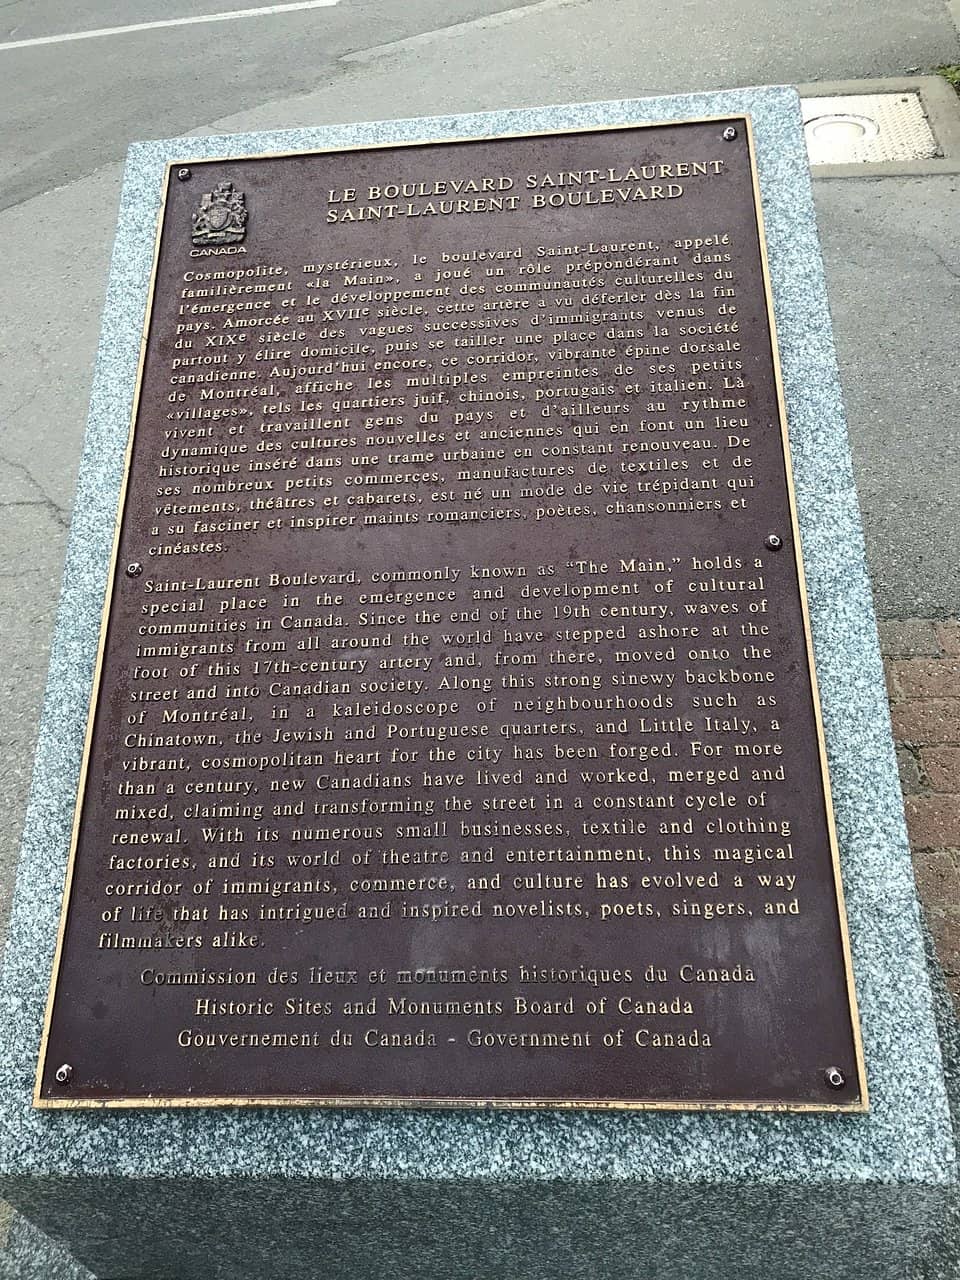 CANADA
LE BOULEVARD SAINT-LAURENT
SAINT-LAURENT BOULEVARD
Cosmopolite, mystérieux, le boulevard Saint-Laurent, appelé
familièrement «la Main», a joué un rôle prépondérant dans
l'émergence et le développement des communautés culturelles du
pays. Amorcée au XVIIe siècle, cette artère a vu déferler dès la fin
du XIXe siècle des vagues successives d'immigrants venus de
partout y élire domicile, puis se tailler une place dans la société
canadienne. Aujourd'hui encore, ce corridor, vibrante épine dorsale
de Montréal, affiche les multiples empreintes de ses petits
«villages», tels les quartiers juif, chinois, portugais et italien. Là
vivent et travaillent gens du pays et d'ailleurs au rythme
dynamique des cultures nouvelles et anciennes qui en font un lieu
historique inséré dans une trame urbaine en constant renouveau. De
ses nombreux petits commerces, manufactures de textiles et de
vêtements, théâtres et cabarets, est né un mode de vie trépidant qui
a su fasciner et inspirer maints romanciers, poètes, chansonniers et
cinéastes.
Saint-Laurent Boulevard, commonly known as “The Main,” holds a
special place in the emergence and development of cultural
communities in Canada. Since the end of the 19th century, waves of
immigrants from all around the world have stepped ashore at the
foot of this 17th-century artery and, from there, moved onto the
street and into Canadian society. Along this strong sinewy backbone
of Montréal, in a kaleidoscope of neighbourhoods such as
Chinatown, the Jewish and Portuguese quarters, and Little Italy, a
vibrant, cosmopolitan heart for the city has been forged. For more
than a century, new Canadians have lived and worked, merged and
mixed, claiming and transforming the street in a constant cycle of
renewal. With its numerous small businesses, textile and clothing
factories, and its world of theatre and entertainment, this magical
corridor of immigrants, commerce, and culture has evolved a way
of life that has intrigued and inspired novelists, poets, singers, and
filmmakers alike.
Commission des lieux et monuments historiques du Canada
Historic Sites and Monuments Board of Canada
Gouvernement du Canada - Government of Canada